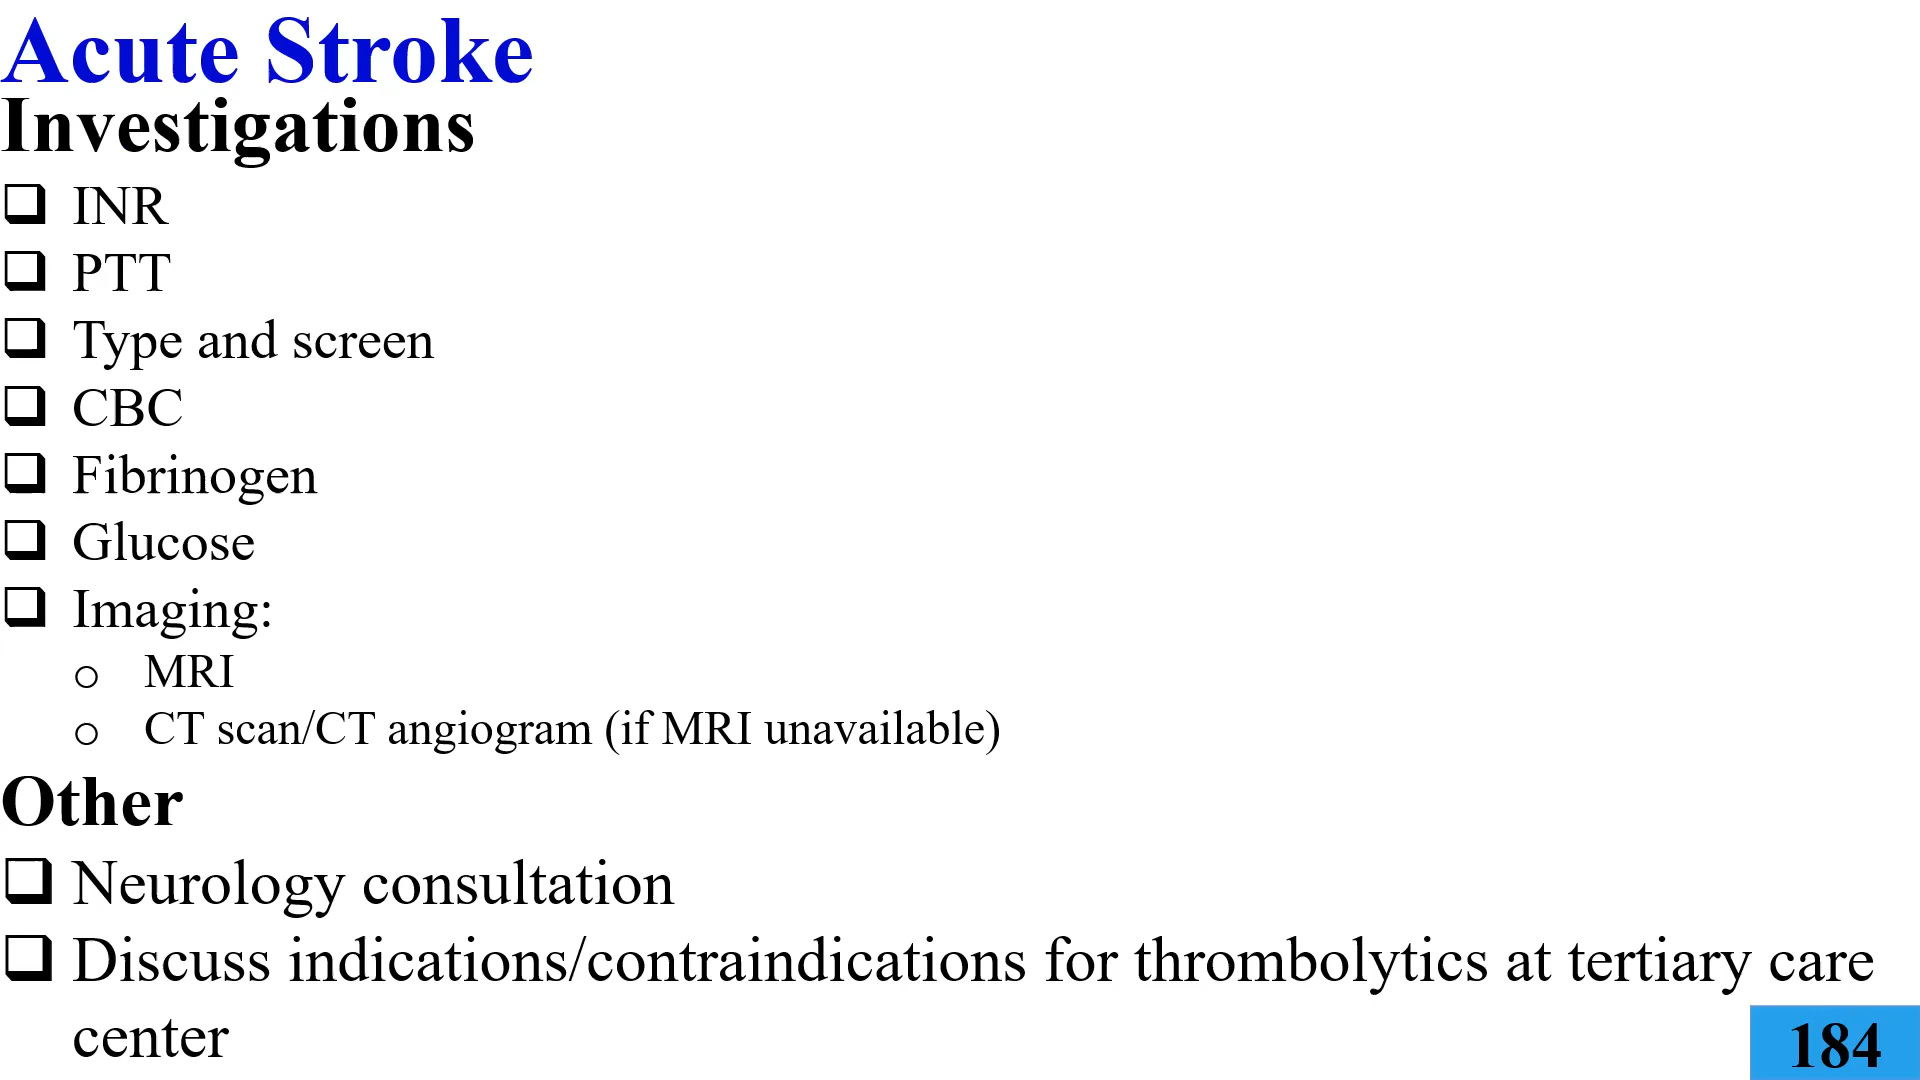 Acute Stroke
Investigations
❑ INR
❑ PTT
❑ Type and screen
❑ CBC
❑ Fibrinogen
❑ Glucose
❑ Imaging:
o MRI
o CT scan/CT angiogram (if MRI unavailable)
Other
❑ Neurology consultation
❑ Discuss indications/contraindications for thrombolytics at tertiary care
center
184